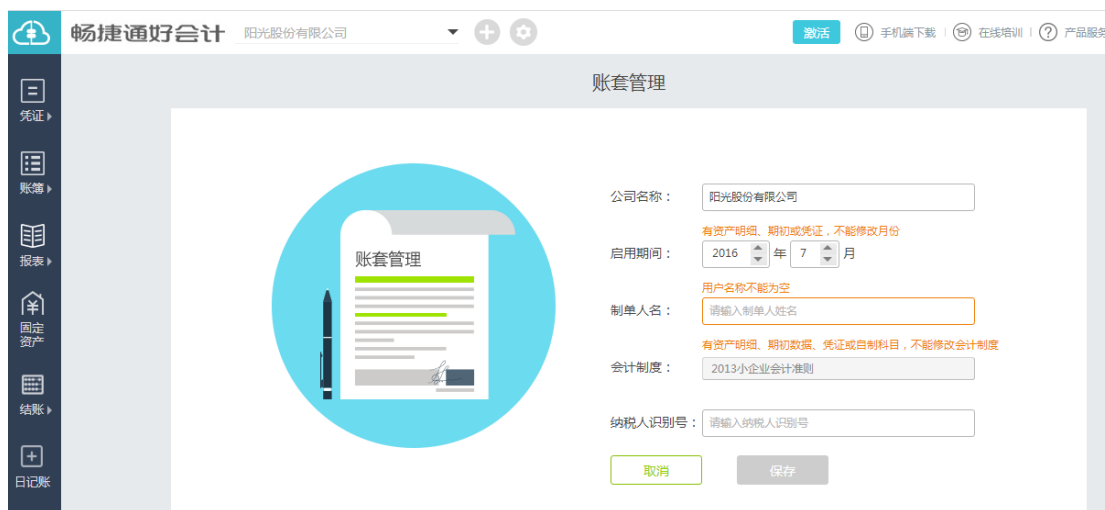 畅捷通好会计 阳光股份有限公司 激活 手机端下载 在线培训 产品服务
账套管理
凭证
账簿
报表
固定
资产
结账
日记账
账套管理
公司名称： 阳光股份有限公司
有资产明细、期初或凭证，不能修改月份
启用期间： 2016 年 7 月
用户名称不能为空
制单人名： 请输入制单人姓名
有资产明细、期初数据、凭证或自制科目，不能修改会计制度
会计制度： 2013小企业会计准则
纳税人识别号： 请输入纳税人识别号
取消 保存